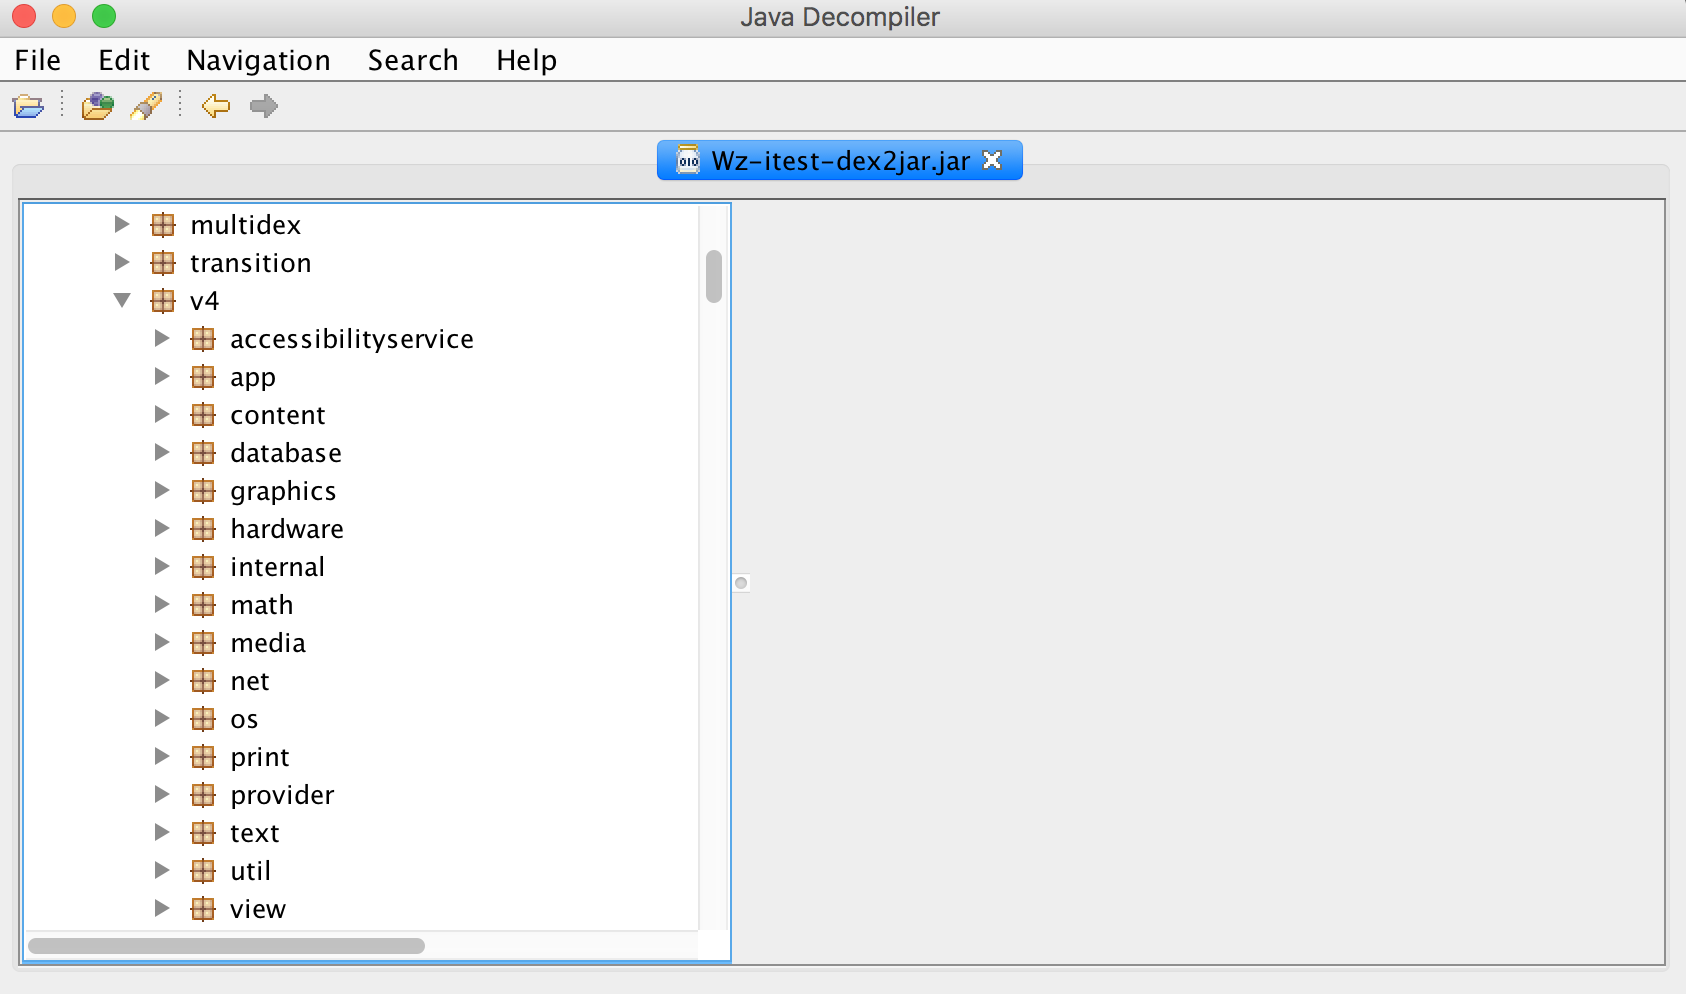 Java Decompiler
File Edit Navigation Search Help
Wz-itest-dex2jar.jar
multidex
transition
v4
accessibilityservice
app
content
database
graphics
hardware
internal
math
media
net
os
print
provider
text
util
view